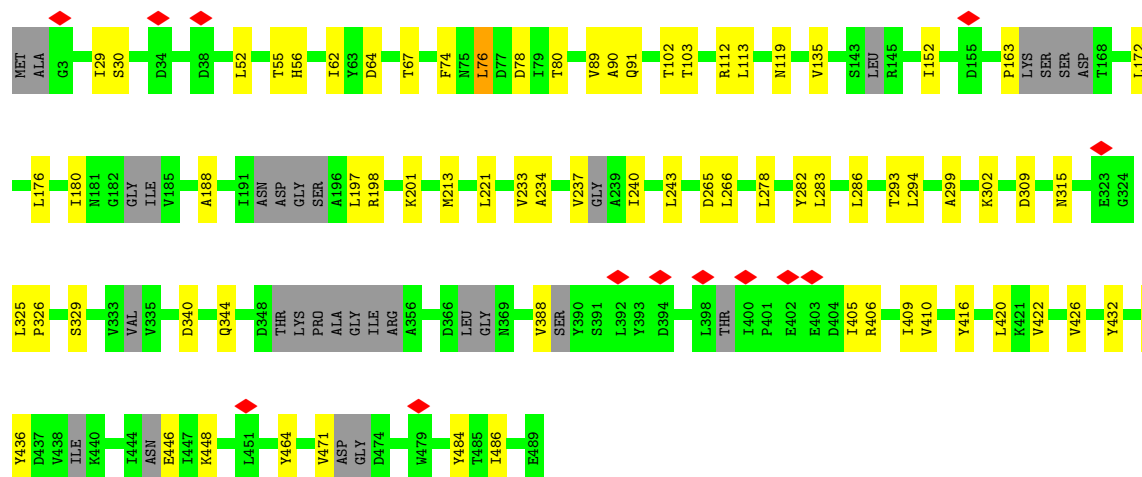 MET ALA G3 I29 S30 D34 D38 L52 T55 H56 I62 Y63 D64 T67 F74 N75 L76 D77 D78 I79 T80 V89 A90 Q91 T102 T103 R112 L113 N119 V135 S143 LEU R145 I152 D155 P163 LYS SER SER ASP T168 L172
L176 I180 N181 G182 GLY ILE V185 A188 I191 ASN ASP GLY SER A196 L197 R198 K201 M213 L221 V233 A234 V237 GLY A239 I240 L243 D265 L266 L278 Y282 L283 L286 T293 L294 A299 K302 D309 N315 E323 G324
L325 P326 S329 V333 VAL V335 D340 Q344 D348 THR LYS PRO ALA GLY ILE ARG A356 D366 LEU GLY N369 V388 SER Y390 S391 L392 Y393 D394 L398 THR I400 P401 E402 E403 D404 I405 R406 I409 V410 Y416 L420 K421 V422 V426 Y432
Y436 D437 V438 ILE K440 I444 ASN E446 I447 K448 L451 Y464 V471 ASP GLY D474 W479 Y484 T485 I486 E489